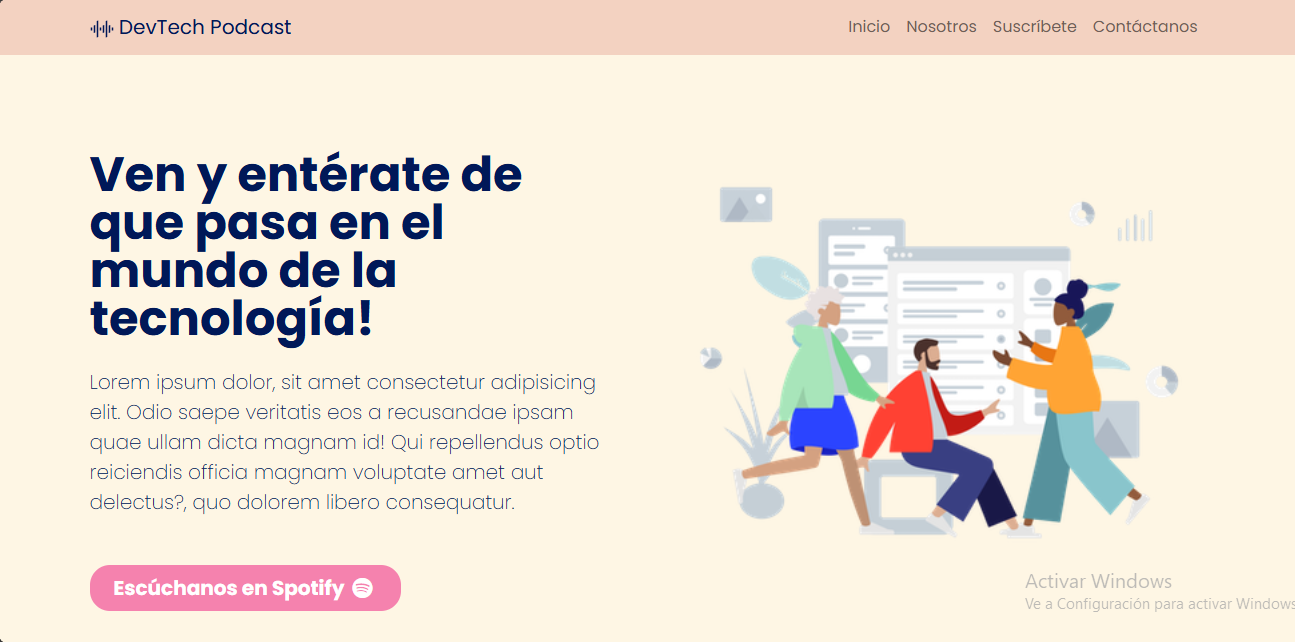 DevTech Podcast
Inicio Nosotros Suscríbete Contáctanos
Ven y entérate de
que pasa en el
mundo de la
tecnología!
Lorem ipsum dolor, sit amet consectetur adipisicing
elit. Odio saepe veritatis eos a recusandae ipsam
quae ullam dicta magnam id! Qui repellendus optio
reiciendis officia magnam voluptate amet aut
delectus?, quo dolorem libero consequatur.
Escúchanos en Spotify
Activar Windows
Ve a Configuración para activar Windows